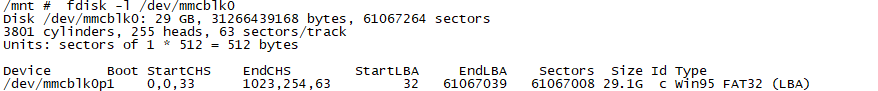 /mnt #  fdisk -l /dev/mmcblk0
Disk /dev/mmcblk0: 29 GB, 31266439168 bytes, 61067264 sectors
3801 cylinders, 255 heads, 63 sectors/track
Units: sectors of 1 * 512 = 512 bytes

Device       Boot StartCHS    EndCHS        StartLBA     EndLBA    Sectors  Size Id Type
/dev/mmcblk0p1    0,0,33      1023,254,63         32   61067039   61067008 29.1G  c Win95 FAT32 (LBA)